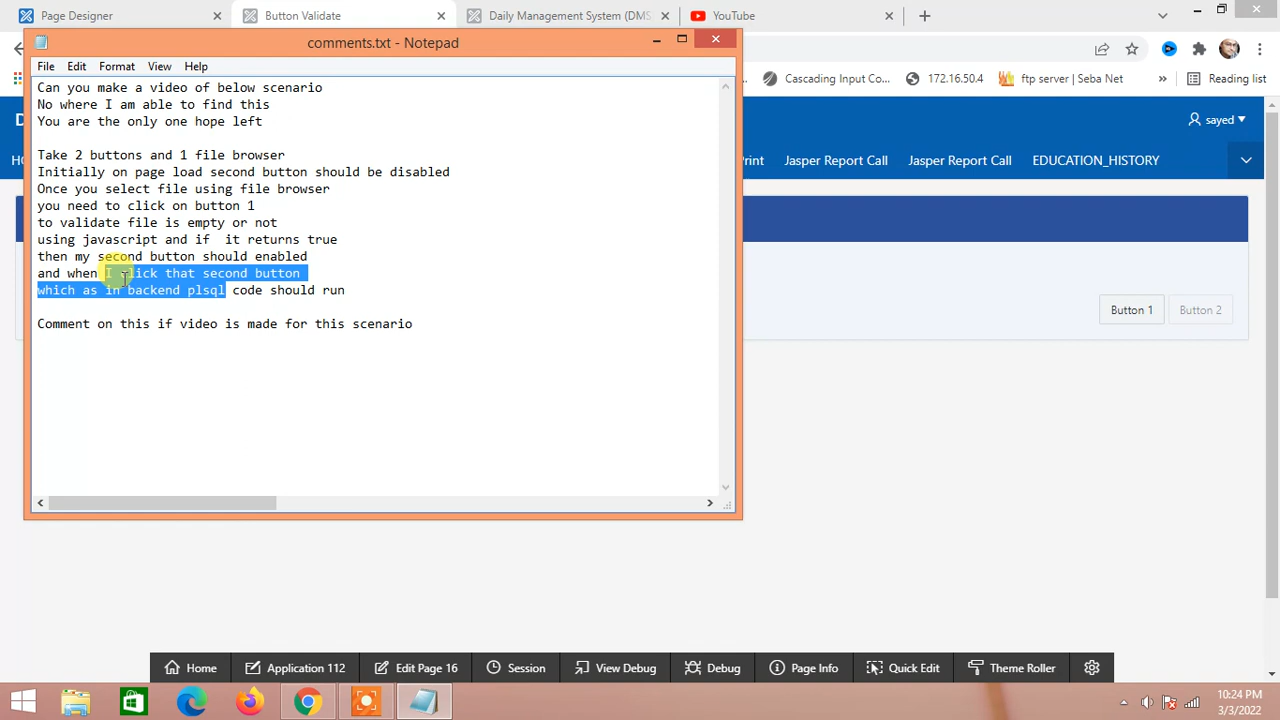 Page Designer
Button Validate
Daily Management System (DMS
YouTube
comments.txt - Notepad
File Edit Format View Help
Cascading Input Co...
172.16.50.4
ftp server | Seba Net
»
Reading list
Can you make a video of below scenario
No where I am able to find this
You are the only one hope left
Take 2 buttons and 1 file browser
Initially on page load second button should be disabled
Once you select file using file browser
you need to click on button 1
to validate file is empty or not
using javascript and if  it returns true
then my second button should enabled
and when I click that second button
which as in backend plsql code should run
Comment on this if video is made for this scenario
D
sayed
HO
Print
Jasper Report Call
Jasper Report Call
EDUCATION_HISTORY
Button 1
Button 2
Home
Application 112
Edit Page 16
Session
View Debug
Debug
Page Info
Quick Edit
Theme Roller
10:24 PM
3/3/2022